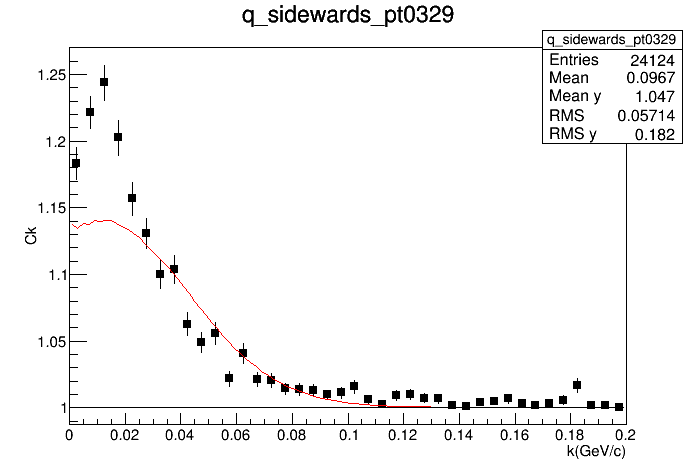 q_sidewards_pt0329
q_sidewards_pt0329
Entries 24124
Mean 0.0967
Mean y 1.047
RMS 0.05714
RMS y 0.182
Ck
1.25
1.2
1.15
1.1
1.05
1
0 0.02 0.04 0.06 0.08 0.1 0.12 0.14 0.16 0.18 0.2
k(GeV/c)